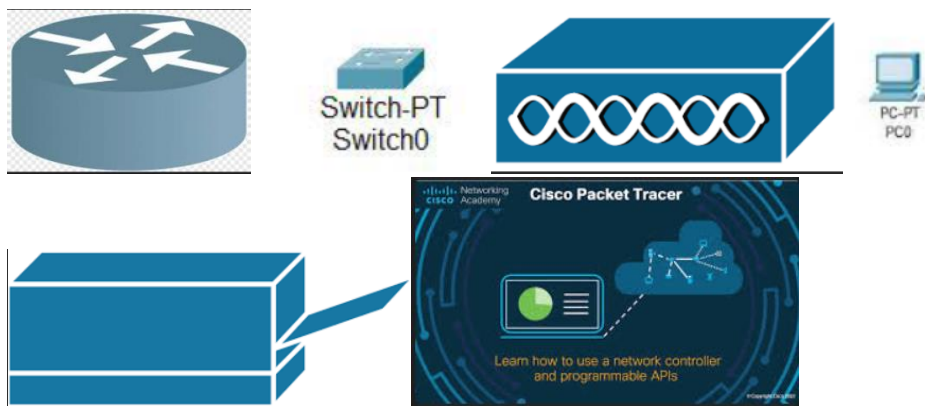 Switch-PT
Switch0
PC-PT
PC0
CISCO Networking Academy
Cisco Packet Tracer
Learn how to use a network controller
and programmable APIs